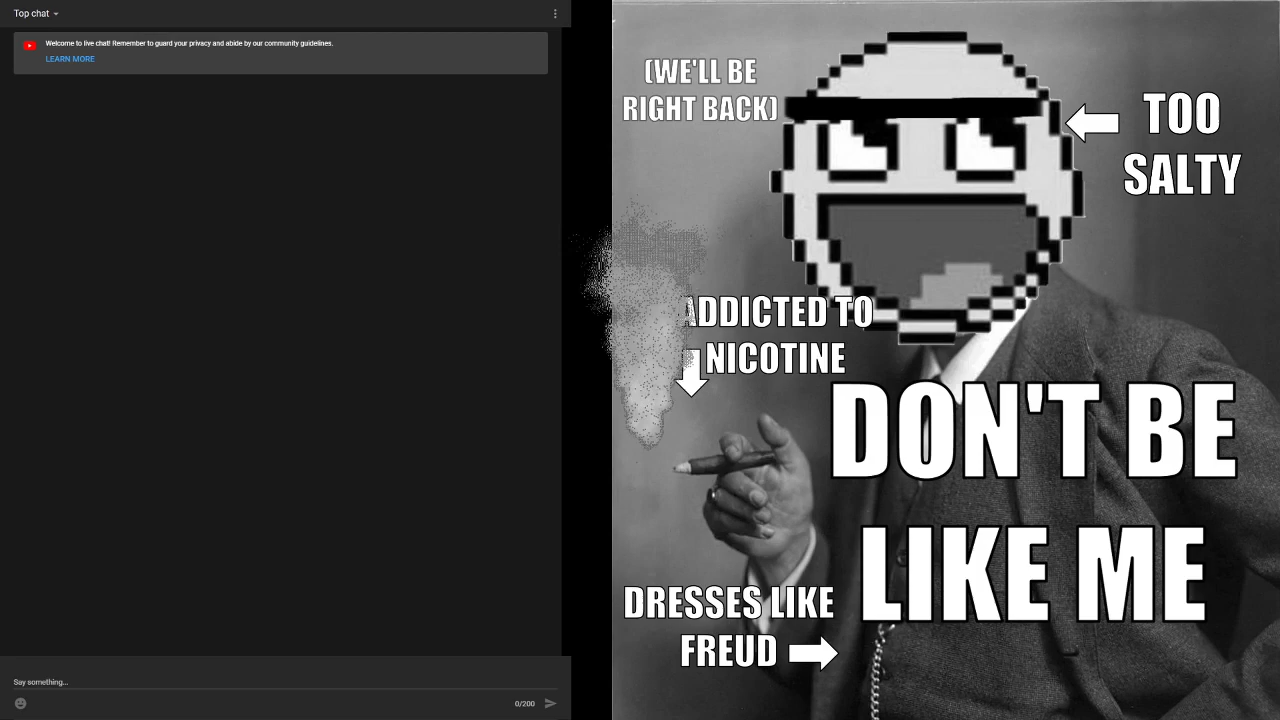 Top chat
Welcome to live chat! Remember to guard your privacy and abide by our community guidelines.
LEARN MORE
Say something...
0/200
(WE'LL BE
RIGHT BACK)
TOO
SALTY
ADDICTED TO
NICOTINE
DON'T BE
LIKE ME
DRESSES LIKE
FREUD